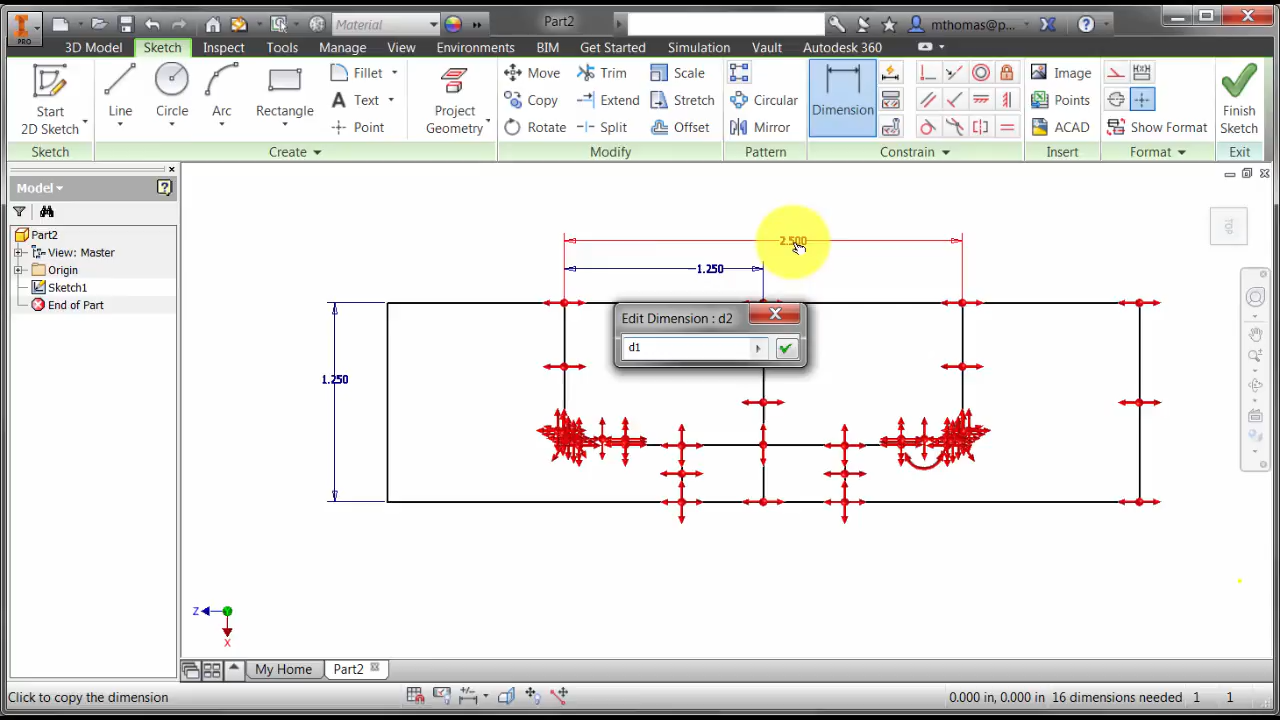 Material
Part2
mthomas@p...
PRO
3D Model
Sketch
Inspect
Tools
Manage
View
Environments
BIM
Get Started
Simulation
Vault
Autodesk 360
Start
2D Sketch
Line
Circle
Arc
Rectangle
Fillet
Text
Point
Project
Geometry
Move
Trim
Scale
Copy
Extend
Stretch
Rotate
Split
Offset
Circular
Mirror
Dimension
Image
Points
ACAD
Show Format
Finish
Sketch
Sketch
Create
Modify
Pattern
Constrain
Insert
Format
Exit
Model
Part2
View: Master
Origin
Sketch1
End of Part
TOP
2.500
1.250
Edit Dimension : d2
d1
1.250
Z
X
My Home
Part2
Click to copy the dimension
0.000 in, 0.000 in 16 dimensions needed 1 1